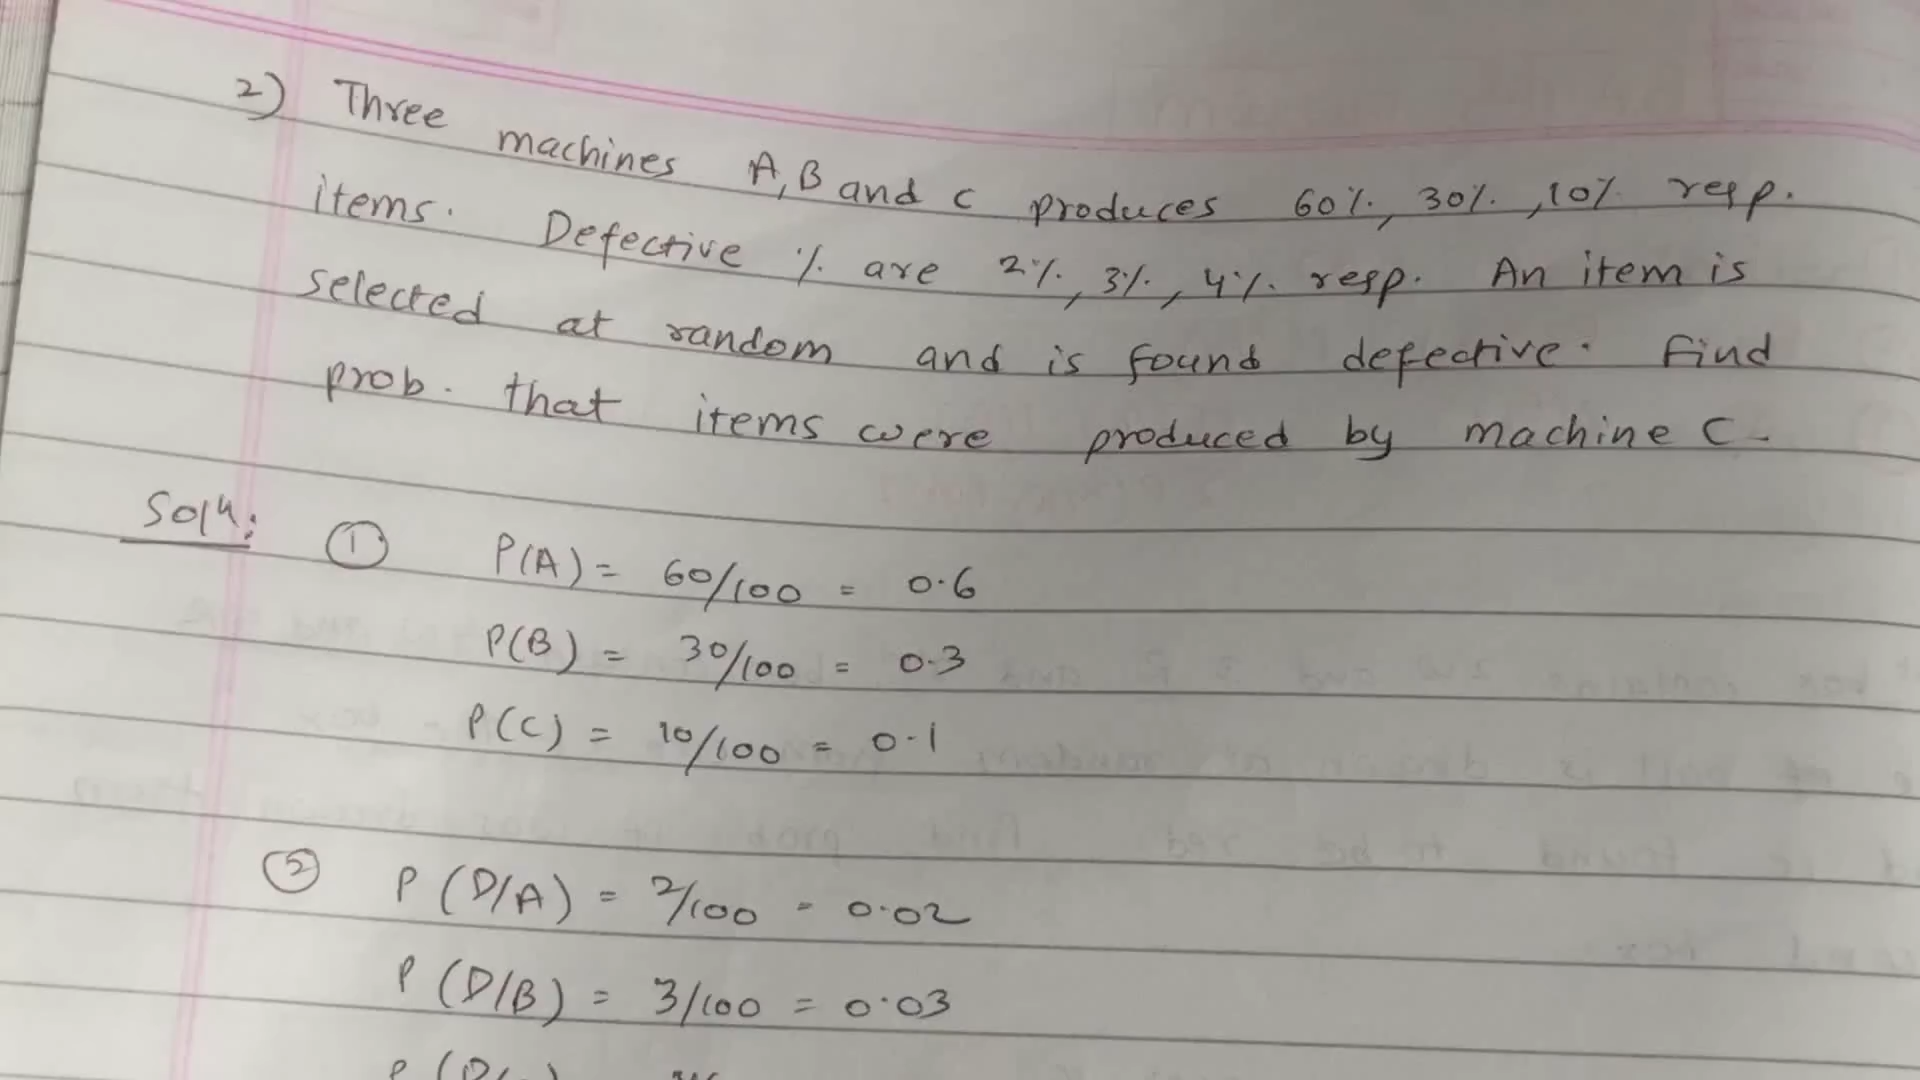 2) Three machines A, B and C produces 60%, 30%, 10% resp.
items. Defective % are 2%, 3%, 4% resp. An item is
selected at random and is found defective. Find
prob. that items were produced by machine C.
Soln: ① P(A) = 60/100 = 0.6
P(B) = 30/100 = 0.3
P(C) = 10/100 = 0.1
② P(D/A) = 2/100 = 0.02
P(D/B) = 3/100 = 0.03